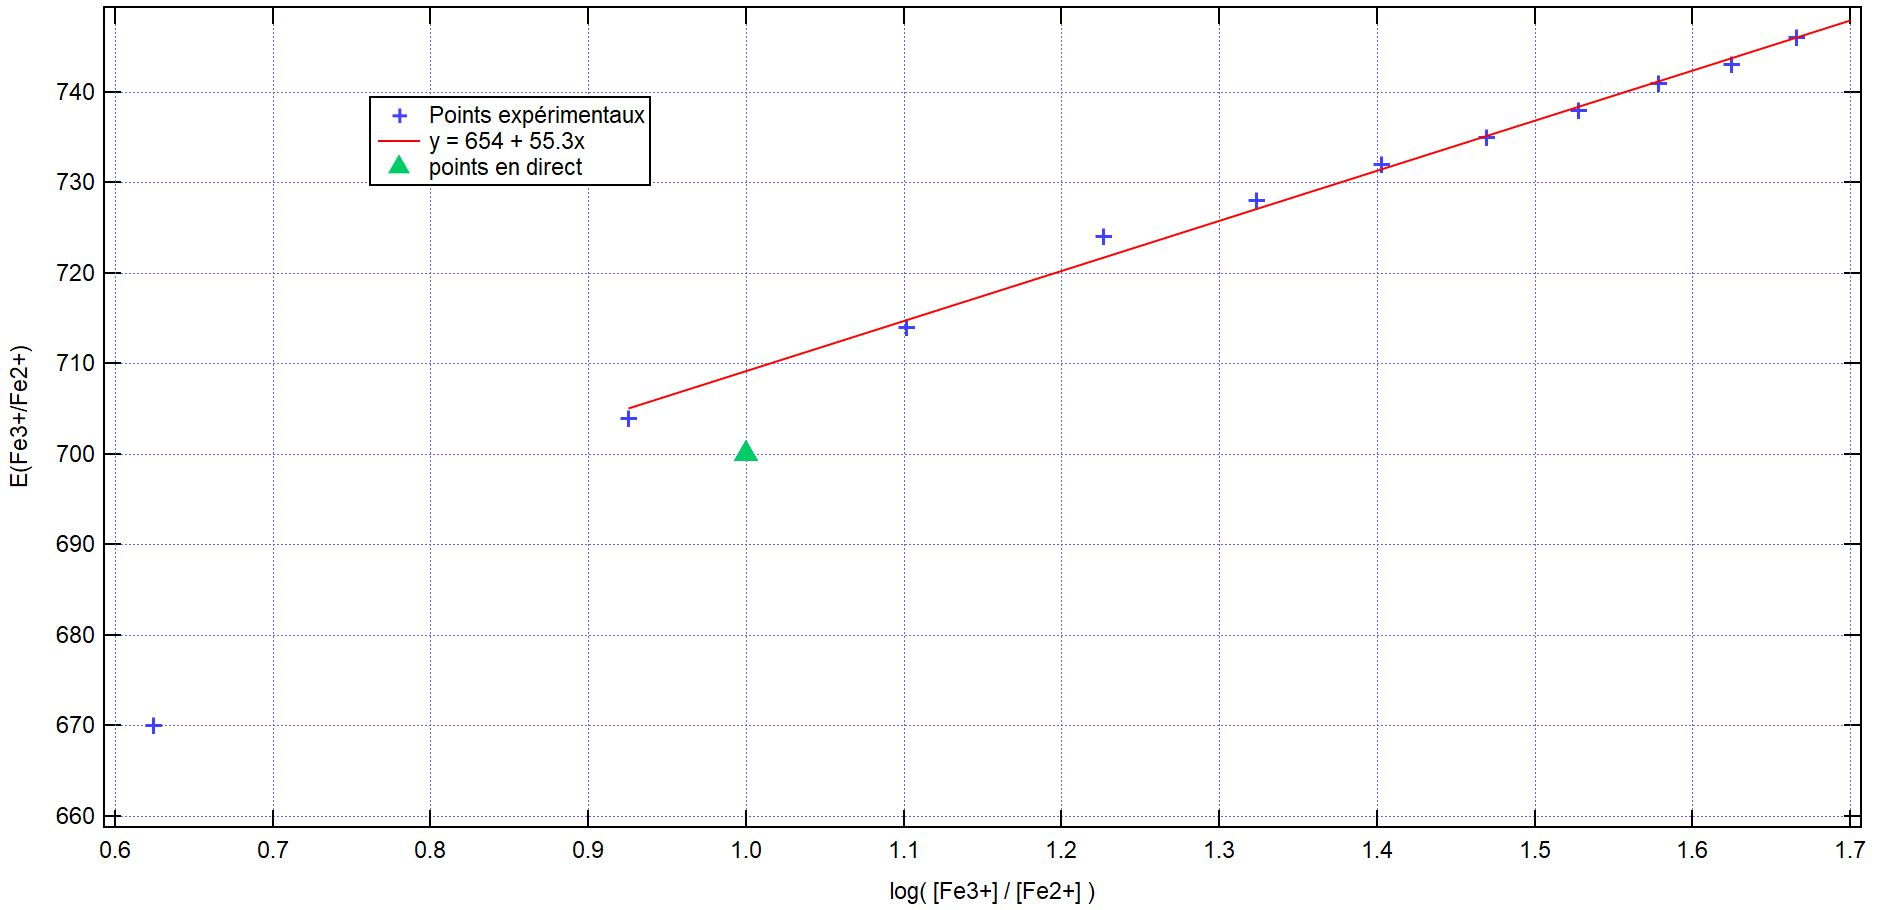 740
730
720
710
700
690
680
670
660
E(Fe3+/Fe2+)
Points expérimentaux
y = 654 + 55.3x
points en direct
0.6 0.7 0.8 0.9 1.0 1.1 1.2 1.3 1.4 1.5 1.6 1.7
log( [Fe3+] / [Fe2+] )